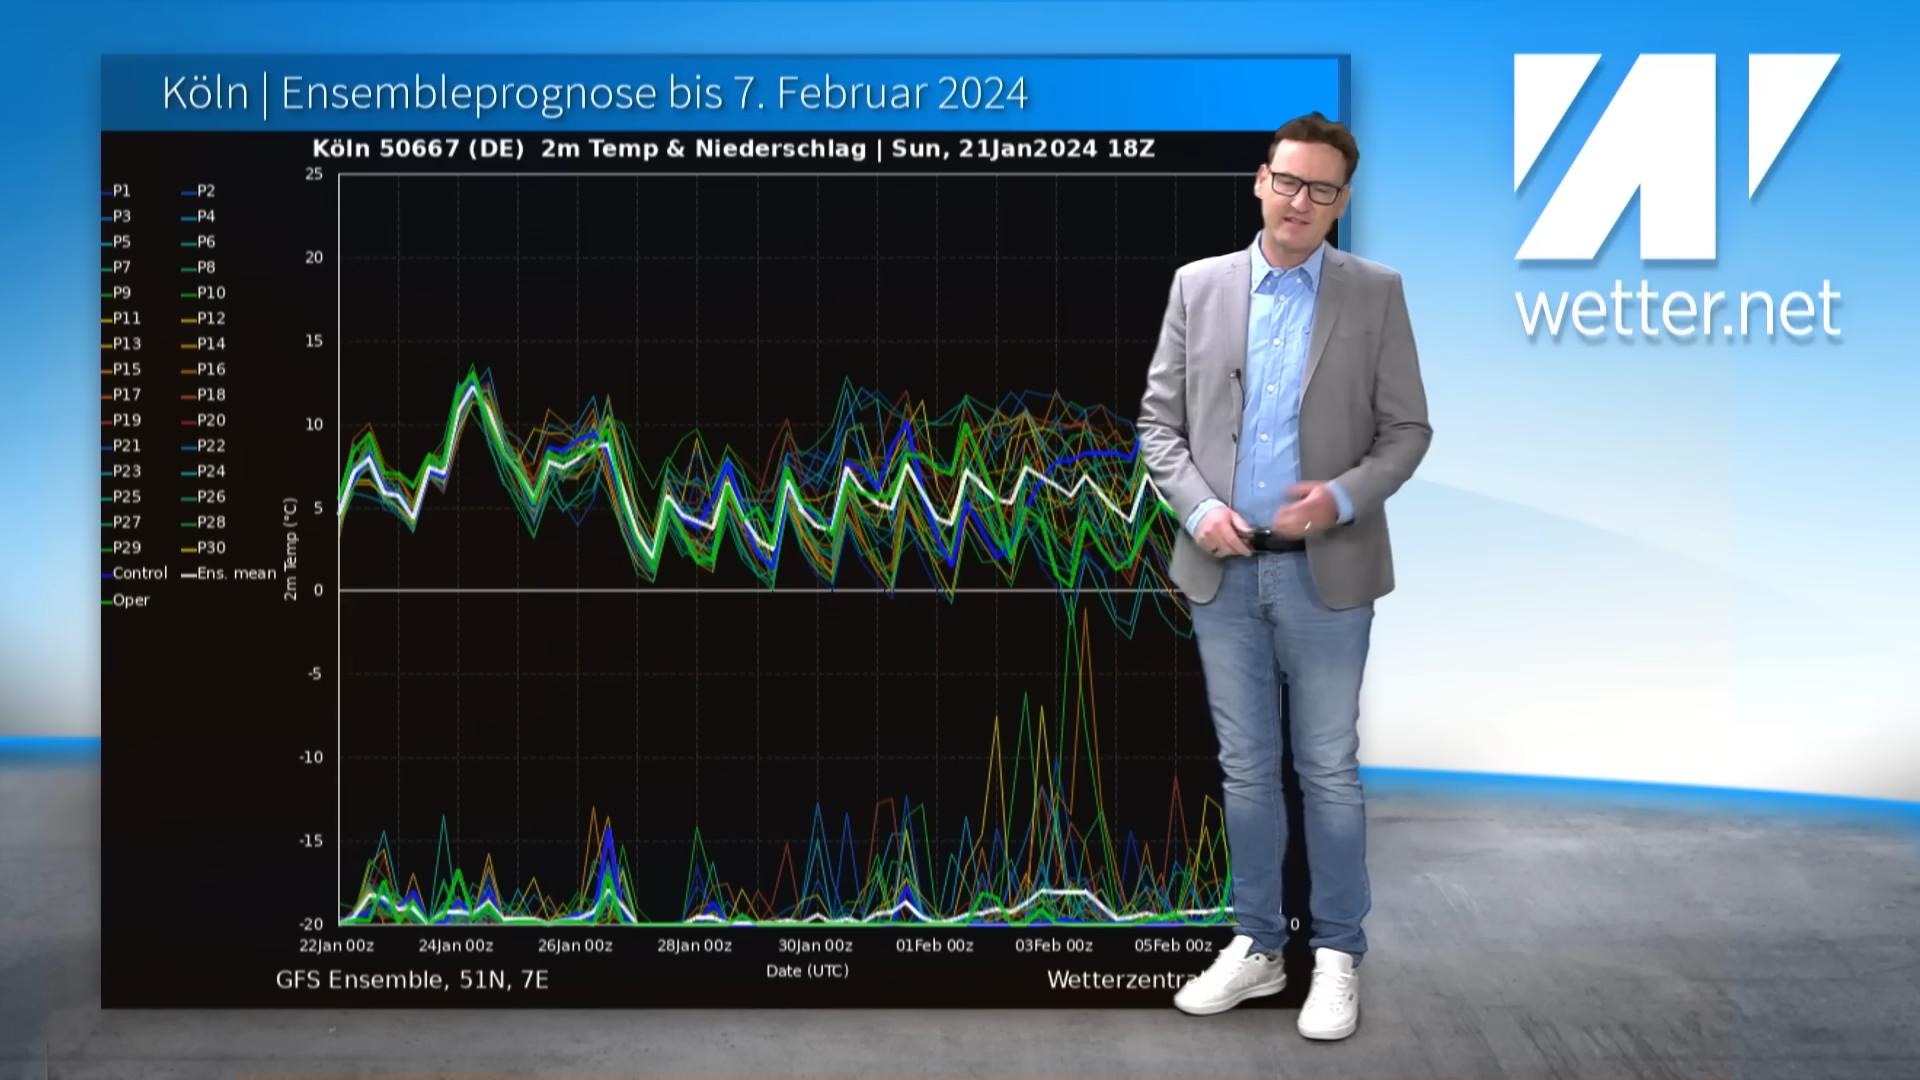 Köln | Ensembleprognose bis 7. Februar 2024
Köln 50667 (DE) 2m Temp & Niederschlag | Sun, 21Jan2024 18Z
P1 P2
P3 P4
P5 P6
P7 P8
P9 P10
P11 P12
P13 P14
P15 P16
P17 P18
P19 P20
P21 P22
P23 P24
P25 P26
P27 P28
P29 P30
Control Ens. mean
Oper
2m Temp (°C)
25
20
15
10
5
0
-5
-10
-15
-20
0
22Jan 00z 24Jan 00z 26Jan 00z 28Jan 00z 30Jan 00z 01Feb 00z 03Feb 00z 05Feb 00z
Date (UTC)
GFS Ensemble, 51N, 7E
Wetterzentra
wetter.net